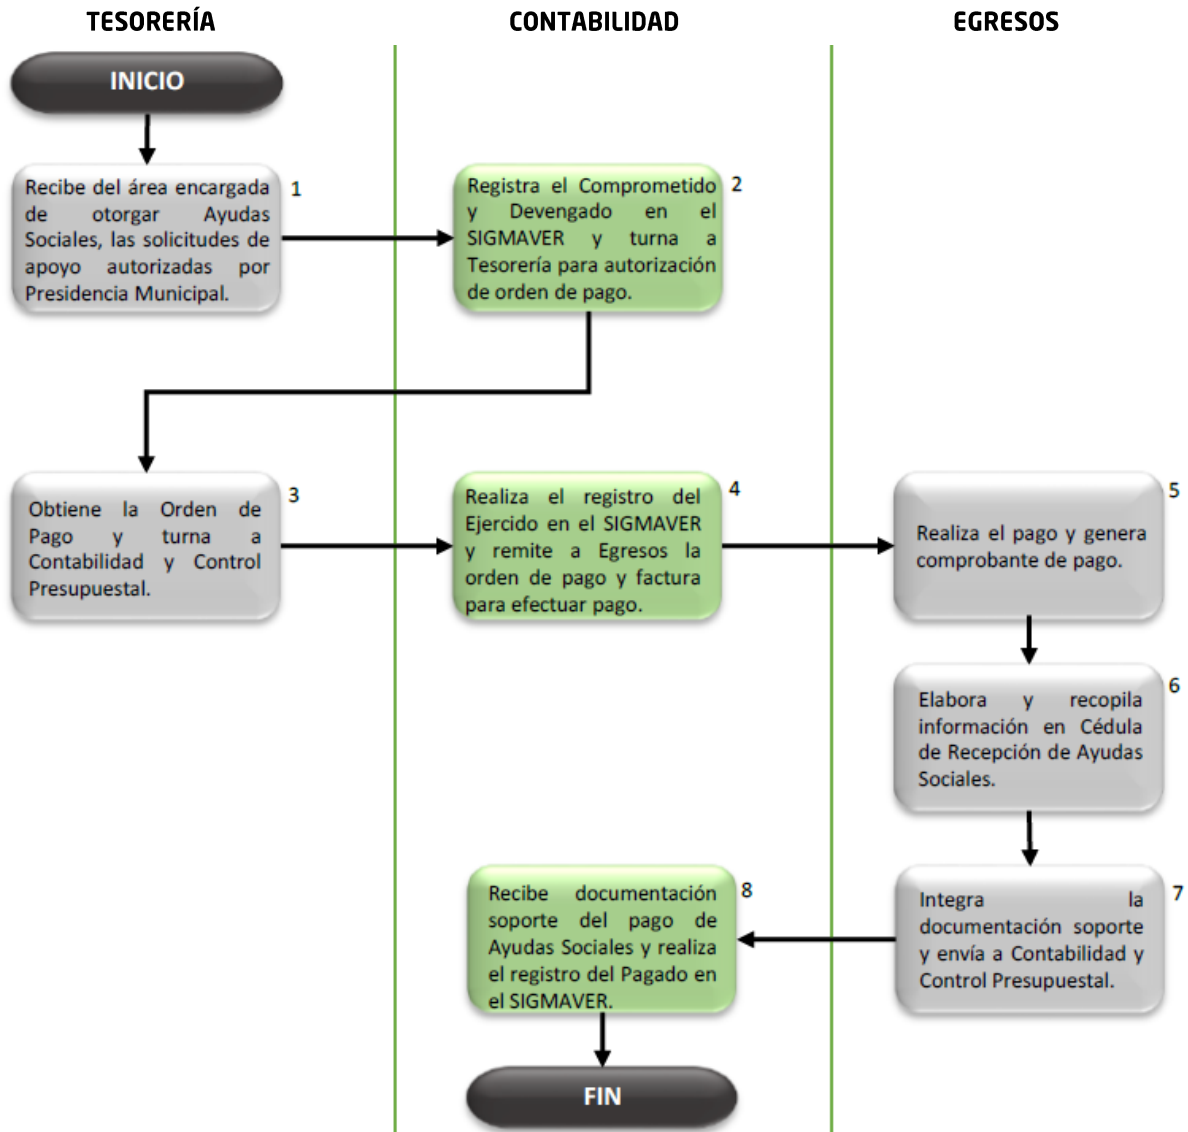 TESORERÍA
CONTABILIDAD
EGRESOS
INICIO
Recibe del área encargada
de otorgar Ayudas
Sociales, las solicitudes de
apoyo autorizadas por
Presidencia Municipal.
1
Registra el Comprometido
y Devengado en el
SIGMAVER y turna a
Tesorería para autorización
de orden de pago.
2
Obtiene la Orden de
Pago y turna a
Contabilidad y Control
Presupuestal.
3
Realiza el registro del
Ejercido en el SIGMAVER
y remite a Egresos la
orden de pago y factura
para efectuar pago.
4
Realiza el pago y genera
comprobante de pago.
5
Elabora y recopila
información en Cédula
de Recepción de Ayudas
Sociales.
6
Integra la
documentación soporte
y envía a Contabilidad y
Control Presupuestal.
7
Recibe documentación
soporte del pago de
Ayudas Sociales y realiza
el registro del Pagado en
el SIGMAVER.
8
FIN